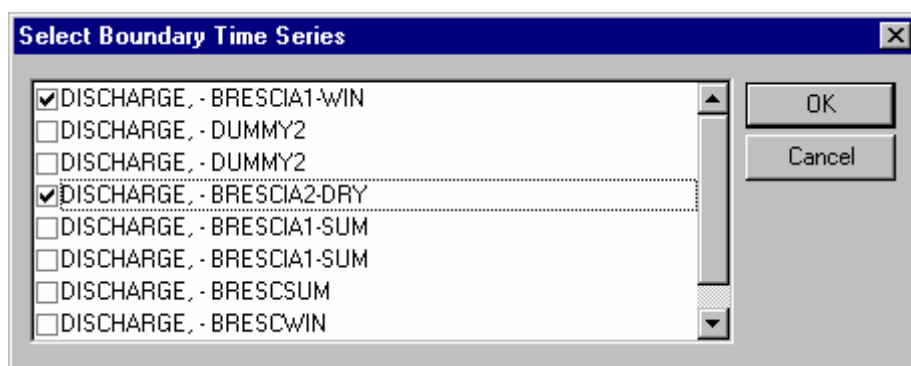 Select Boundary Time Series
DISCHARGE, - BRESCIA1-WIN
DISCHARGE, - DUMMY2
DISCHARGE, - DUMMY2
DISCHARGE, - BRESCIA2-DRY
DISCHARGE, - BRESCIA1-SUM
DISCHARGE, - BRESCIA1-SUM
DISCHARGE, - BRESCSUM
DISCHARGE, - BRESCWIN
OK
Cancel